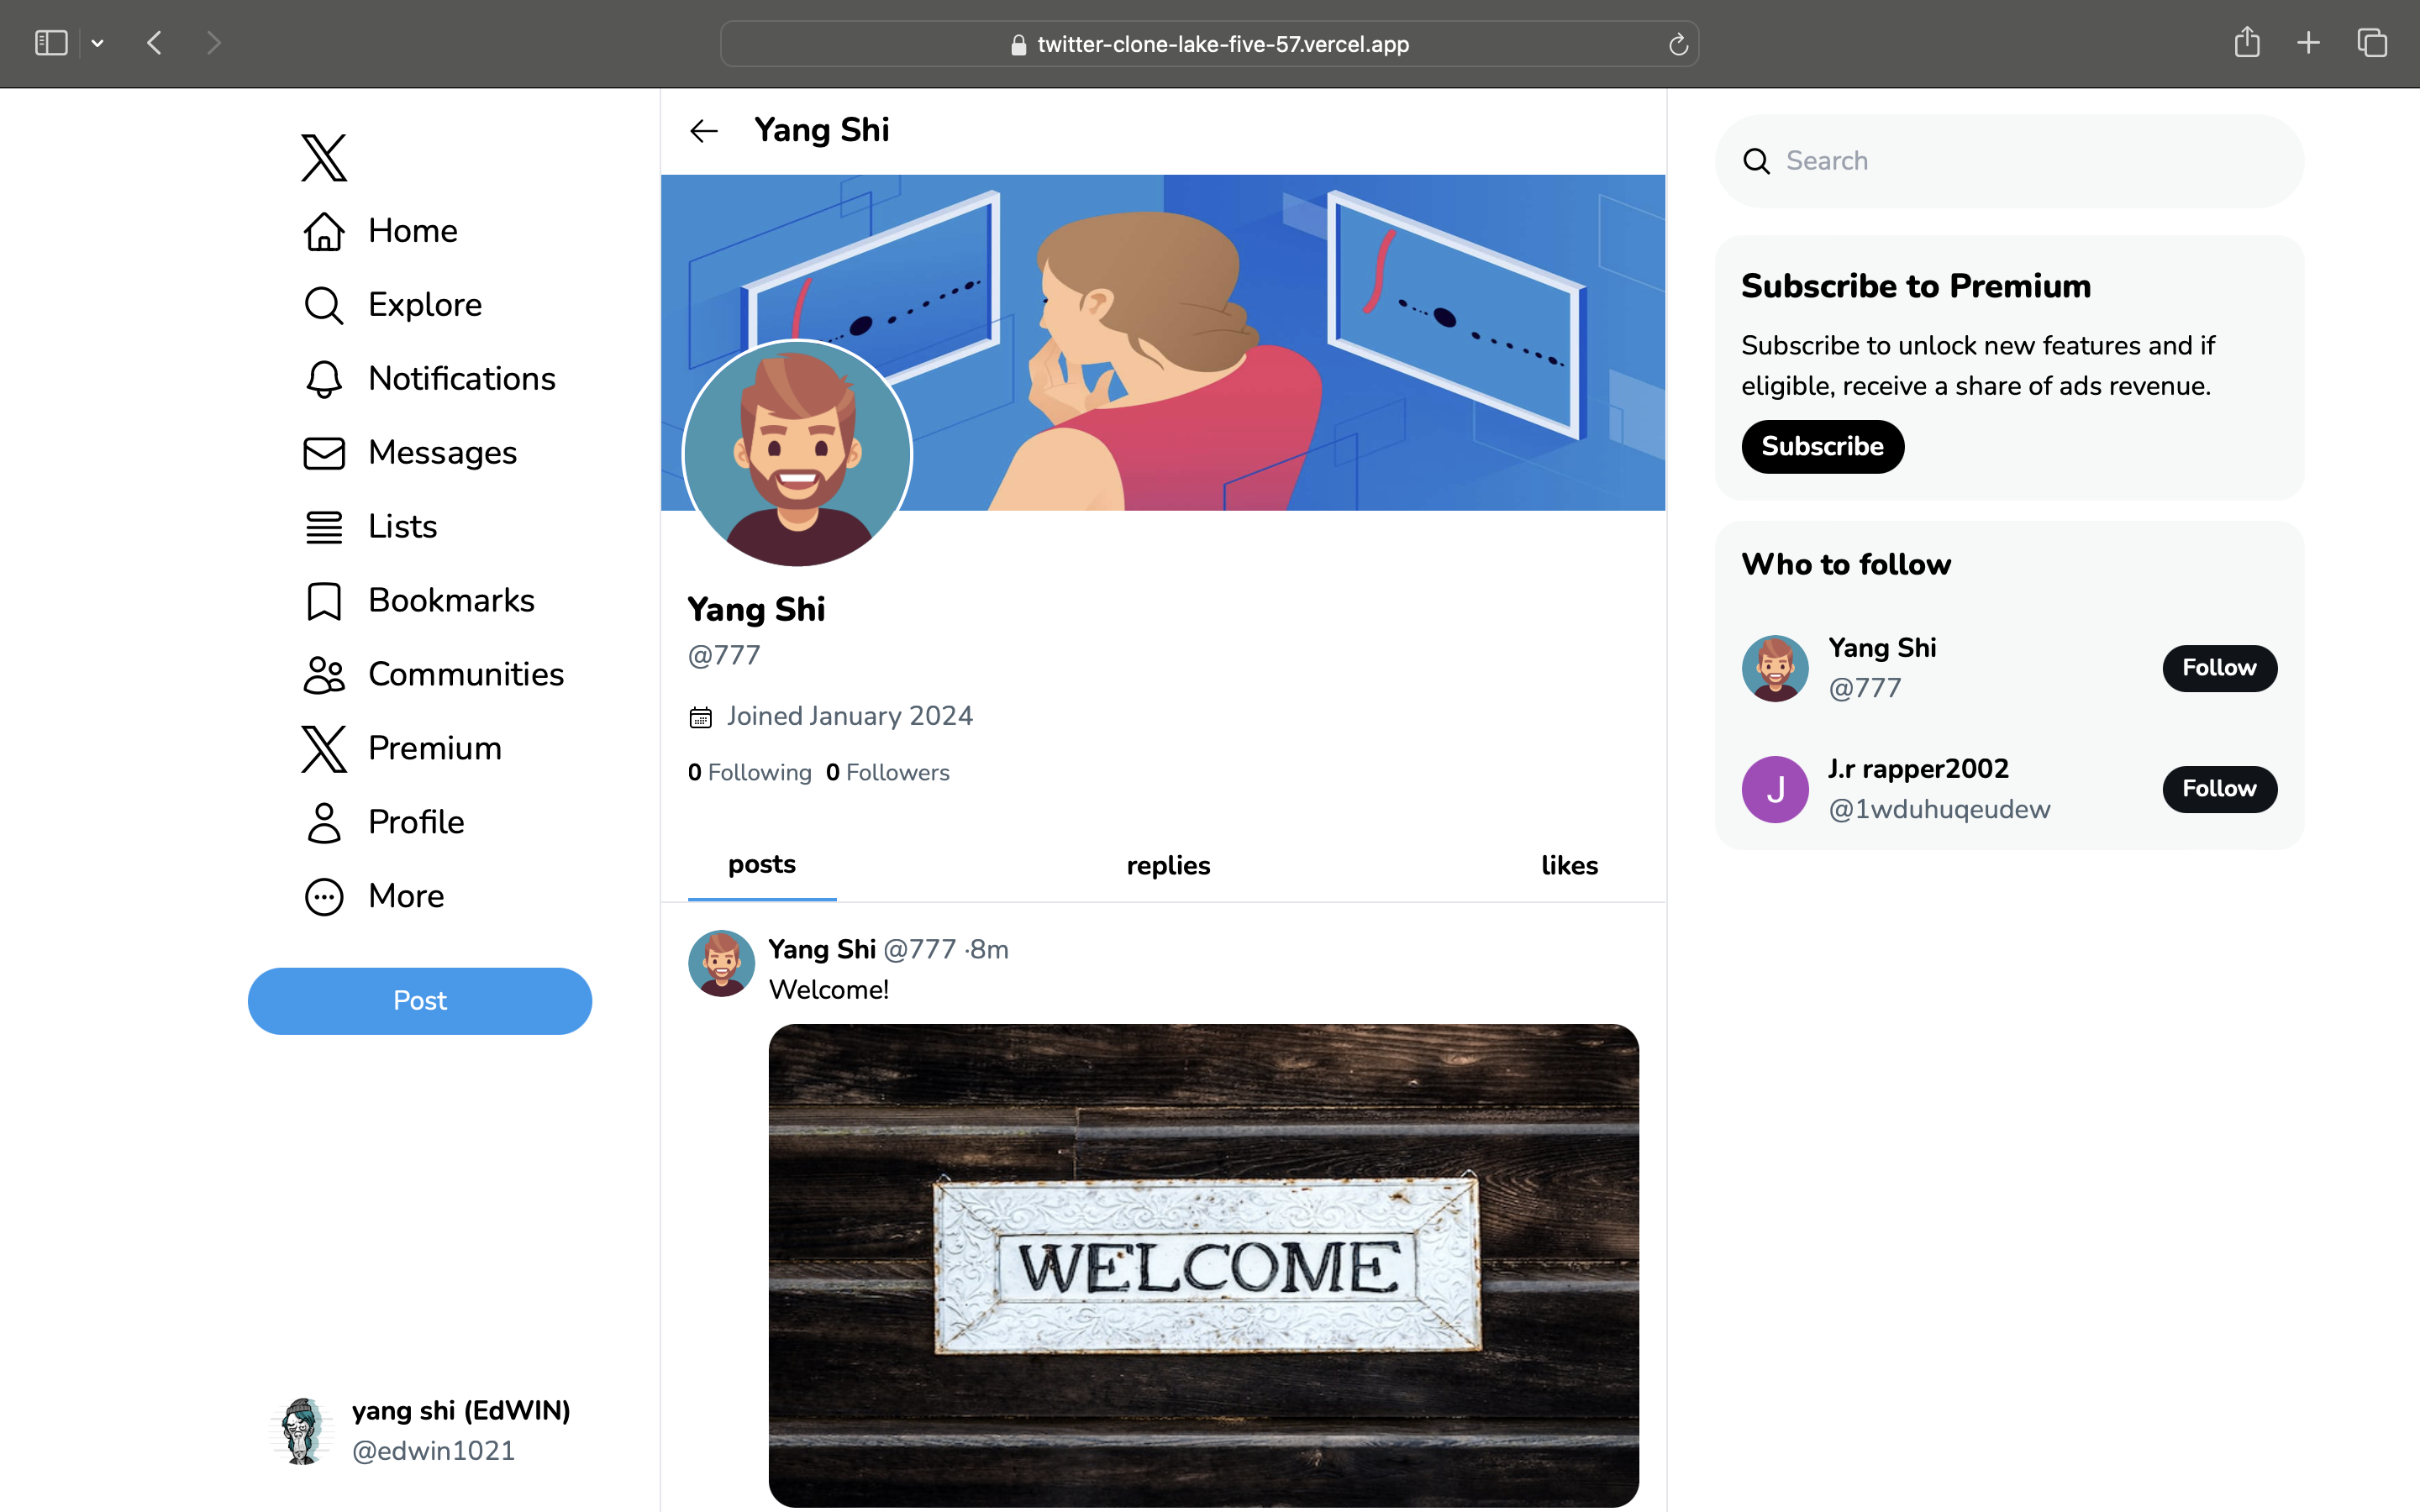 twitter-clone-lake-five-57.vercel.app
Home
Explore
Notifications
Messages
Lists
Bookmarks
Communities
Premium
Profile
More
Post
yang shi (EdWIN)
@edwin1021
Yang Shi
Yang Shi
@777
Joined January 2024
0 Following 0 Followers
posts replies likes
Yang Shi @777 ·8m
Welcome!
WELCOME
Search
Subscribe to Premium
Subscribe to unlock new features and if
eligible, receive a share of ads revenue.
Subscribe
Who to follow
Yang Shi
@777
Follow
J
J.r rapper2002
@1wduhuqeudew
Follow